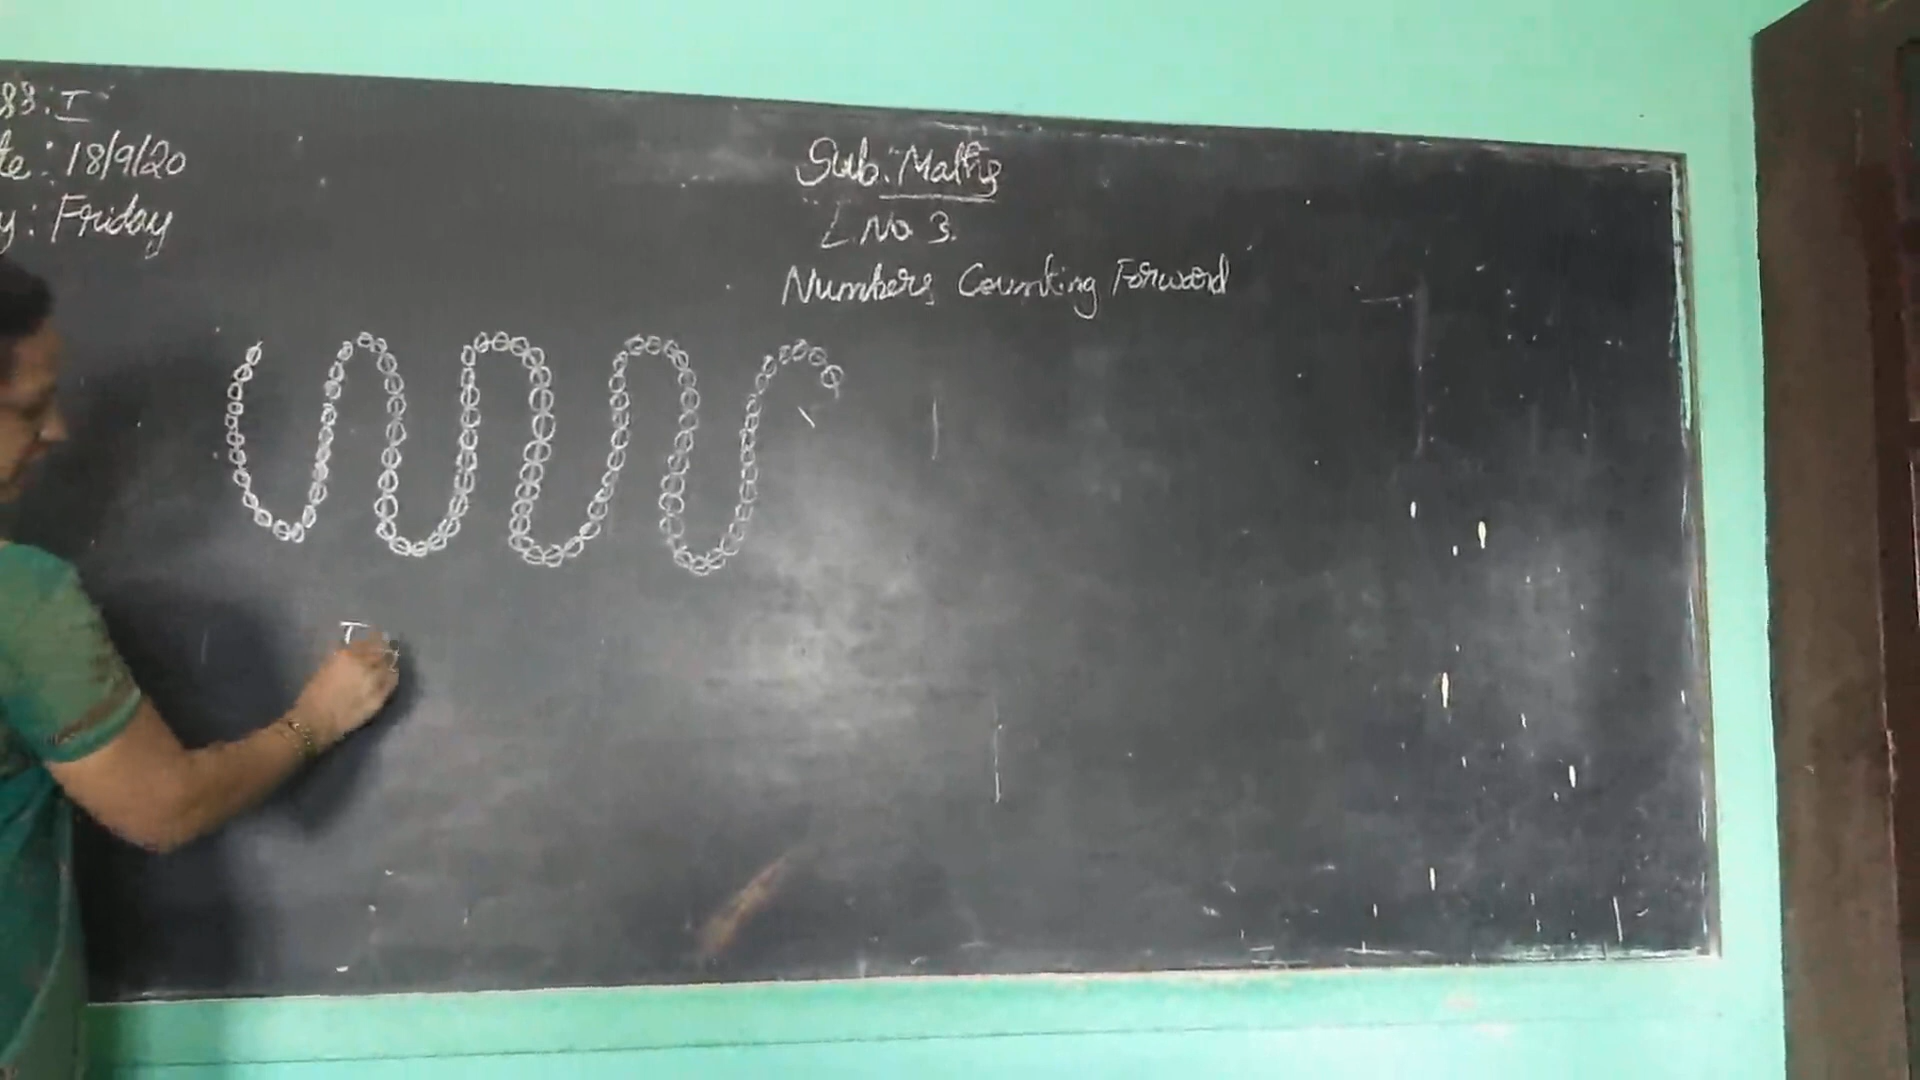 ss: I
te: 18/9/20
y: Friday
Sub: Maths
L. No 3.
Numbers Counting Forward
T